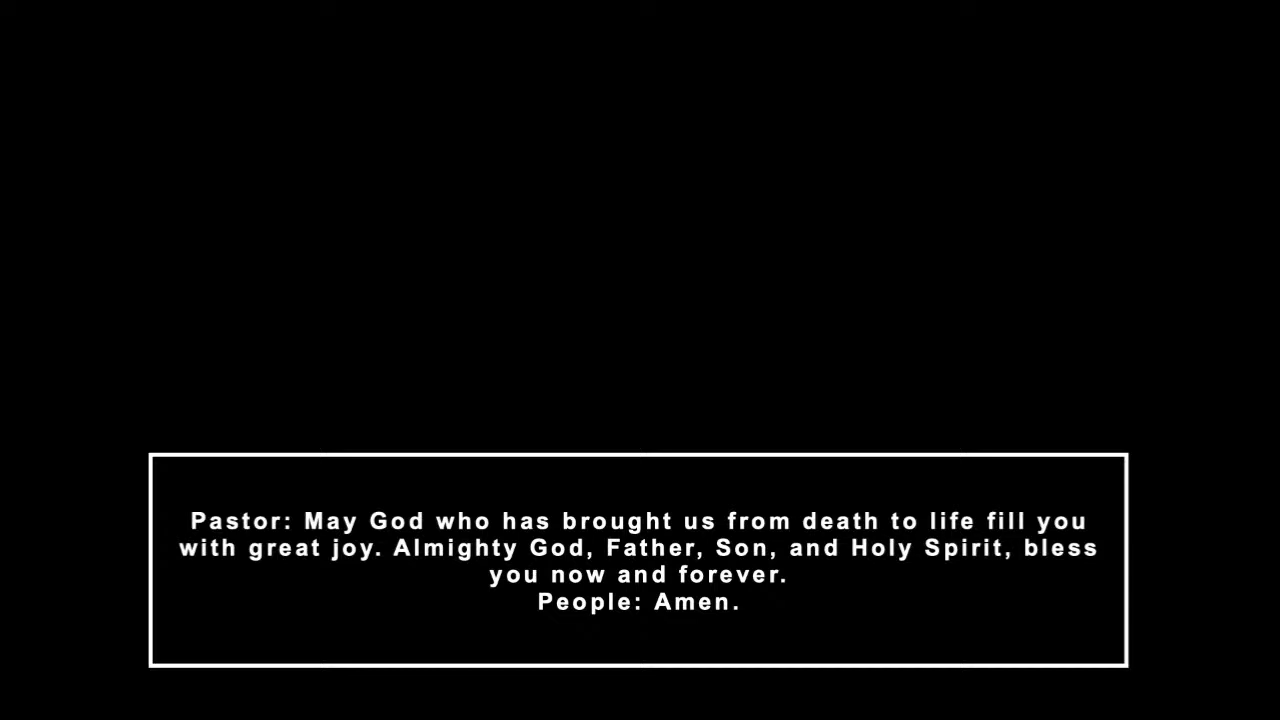 Pastor: May God who has brought us from death to life fill you
with great joy. Almighty God, Father, Son, and Holy Spirit, bless
you now and forever.
People: Amen.